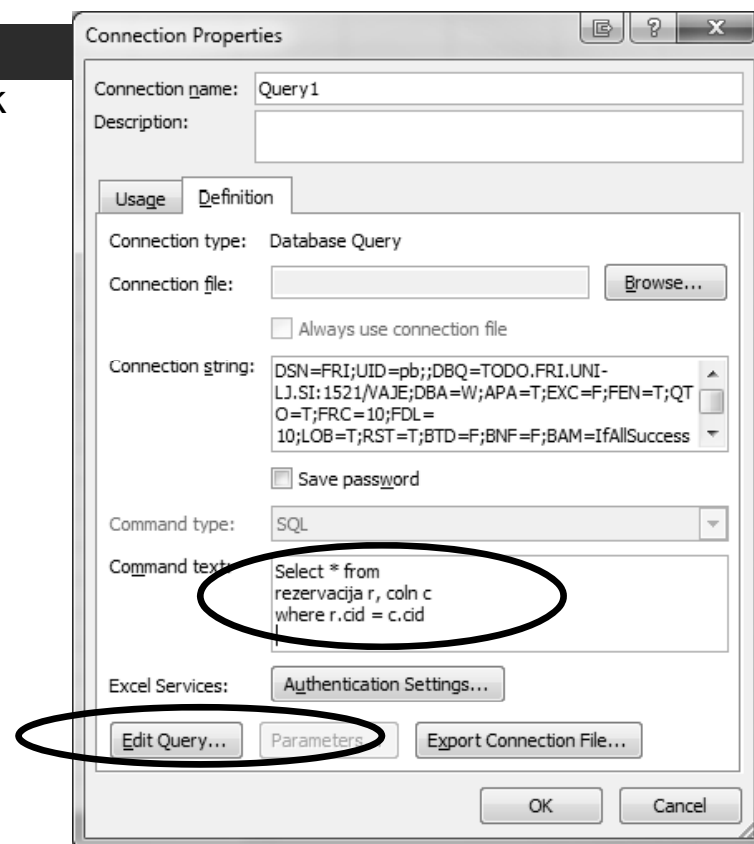 Connection Properties
K
Connection name: Query1
Description:
Usage Definition
Connection type: Database Query
Connection file: Browse...
Always use connection file
Connection string: DSN=FRI;UID=pb;;DBQ=TODO.FRI.UNI-
LJ.SI:1521/VAJE;DBA=W;APA=T;EXC=F;FEN=T;QT
O=T;FRC=10;FDL=
10;LOB=T;RST=T;BTD=F;BNF=F;BAM=IfAllSuccess
Save password
Command type: SQL
Command text: Select * from
rezervacija r, coln c
where r.cid = c.cid
Excel Services: Authentication Settings...
Edit Query... Parameters... Export Connection File...
OK Cancel